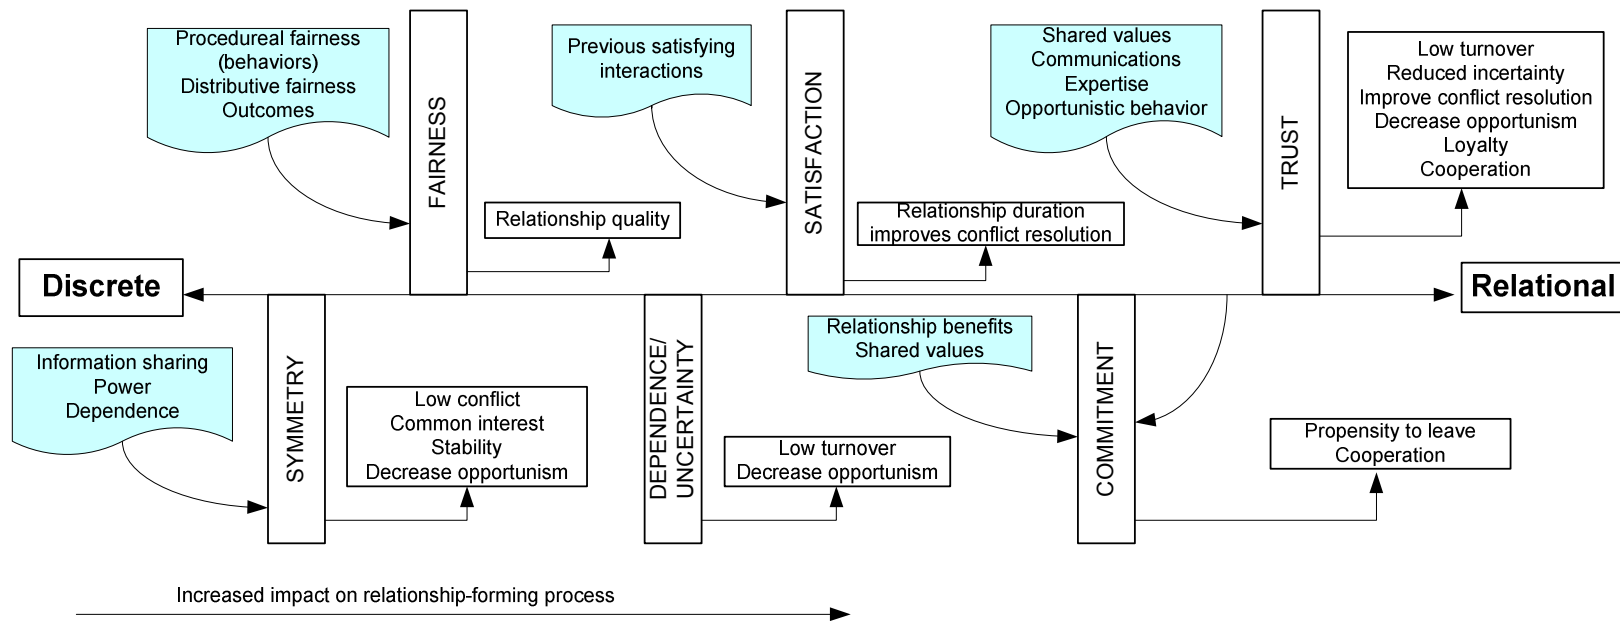 Procedureal fairness
(behaviors)
Distributive fairness
Outcomes
FAIRNESS
Relationship quality
Previous satisfying
interactions
SATISFACTION
Relationship duration
improves conflict resolution
Shared values
Communications
Expertise
Opportunistic behavior
TRUST
Low turnover
Reduced incertainty
Improve conflict resolution
Decrease opportunism
Loyalty
Cooperation
Discrete
Relational
Information sharing
Power
Dependence
SYMMETRY
Low conflict
Common interest
Stability
Decrease opportunism
DEPENDENCE/
UNCERTAINTY
Low turnover
Decrease opportunism
Relationship benefits
Shared values
COMMITMENT
Propensity to leave
Cooperation
Increased impact on relationship-forming process